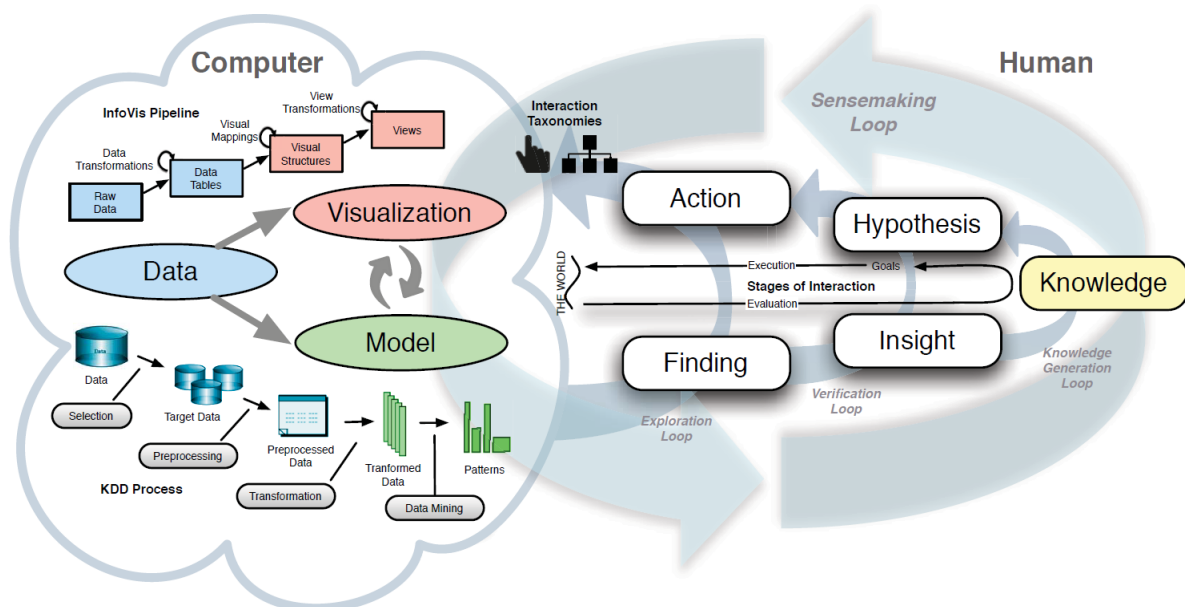 Computer
Human
InfoVis Pipeline
View
Transformations
Visual
Mappings
Views
Data
Transformations
Visual
Structures
Data
Tables
Raw
Data
Interaction
Taxonomies
Sensemaking
Loop
Visualization
Action
Hypothesis
Data
THE WORLD
Execution
Goals
Stages of Interaction
Evaluation
Knowledge
Model
Finding
Insight
Knowledge
Generation
Loop
Verification
Loop
Exploration
Loop
Data
Data
Selection
Target Data
Preprocessing
Preprocessed
Data
KDD Process
Transformation
Tranformed
Data
Patterns
Data Mining